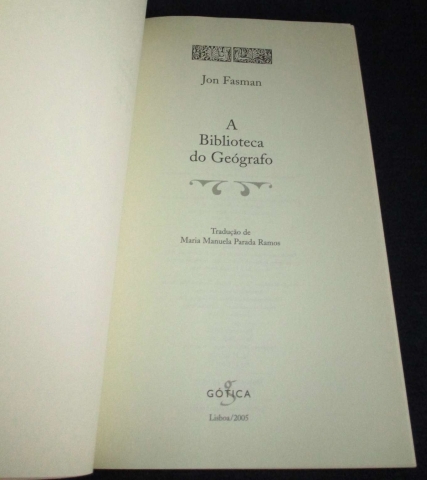 Jon Fasman
A
Biblioteca
do Geógrafo
Tradução de
Maria Manuela Parada Ramos
g
GÓTICA
Lisboa/2005